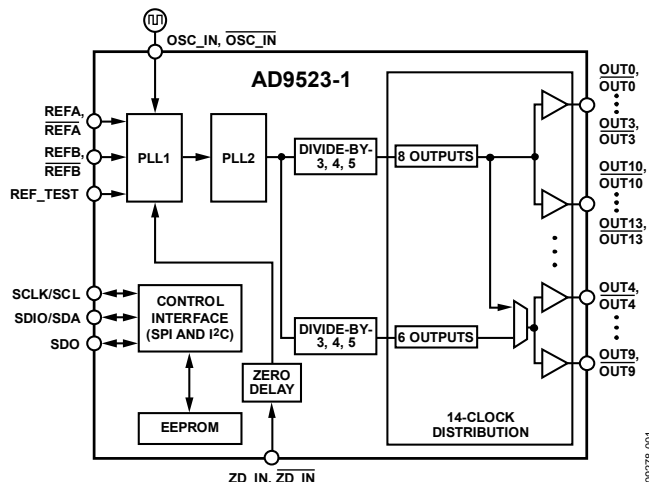 OSC_IN, OSC_IN
AD9523-1
REFA,
REFA
REFB,
REFB
REF_TEST
PLL1
PLL2
DIVIDE-BY-
3, 4, 5
8 OUTPUTS
OUT0,
OUT0
OUT3,
OUT3
OUT10,
OUT10
OUT13,
OUT13
SCLK/SCL
SDIO/SDA
SDO
CONTROL
INTERFACE
(SPI AND I2C)
EEPROM
ZERO
DELAY
DIVIDE-BY-
3, 4, 5
6 OUTPUTS
OUT4,
OUT4
OUT9,
OUT9
14-CLOCK
DISTRIBUTION
ZD_IN, ZD_IN
09278-001